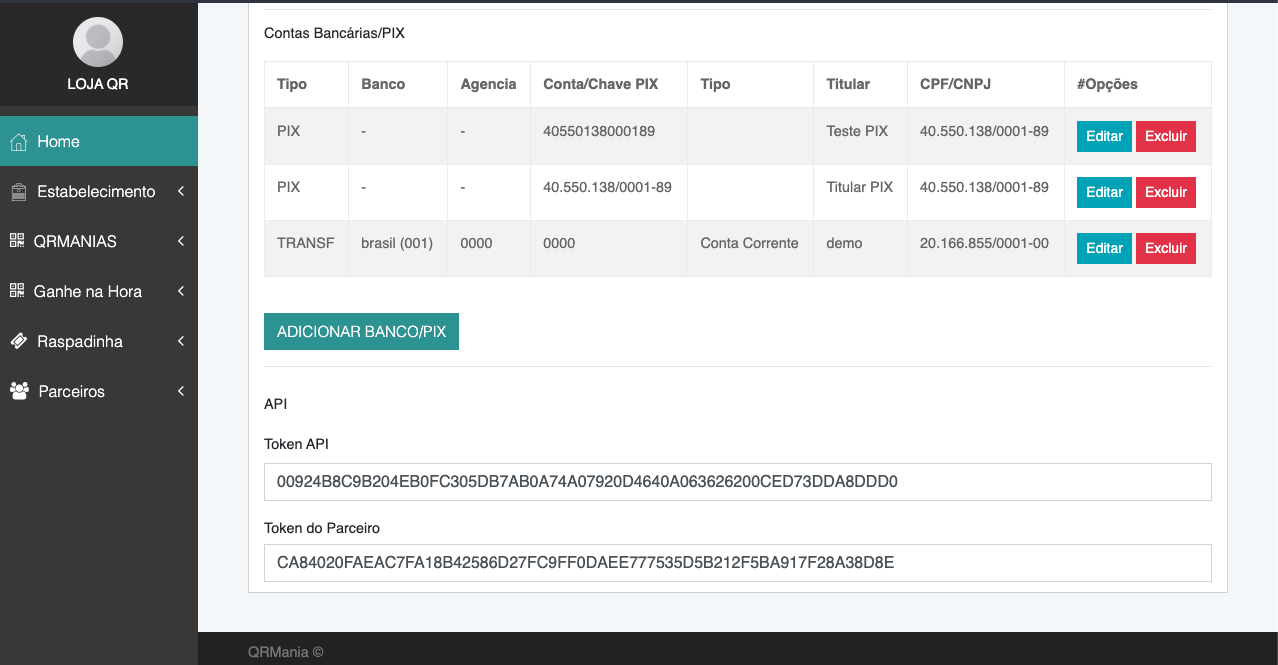 LOJA QR
Home
Estabelecimento
QRMANIAS
Ganhe na Hora
Raspadinha
Parceiros
Contas Bancárias/PIX
Tipo Banco Agencia Conta/Chave PIX Tipo Titular CPF/CNPJ #Opções
PIX - - 40550138000189 Teste PIX 40.550.138/0001-89 Editar Excluir
PIX - - 40.550.138/0001-89 Titular PIX 40.550.138/0001-89 Editar Excluir
TRANSF brasil (001) 0000 0000 Conta Corrente demo 20.166.855/0001-00 Editar Excluir
ADICIONAR BANCO/PIX
API
Token API
00924B8C9B204EB0FC305DB7AB0A74A07920D4640A063626200CED73DDA8DDD0
Token do Parceiro
CA84020FAEAC7FA18B42586D27FC9FF0DAEE777535D5B212F5BA917F28A38D8E
QRMania ©